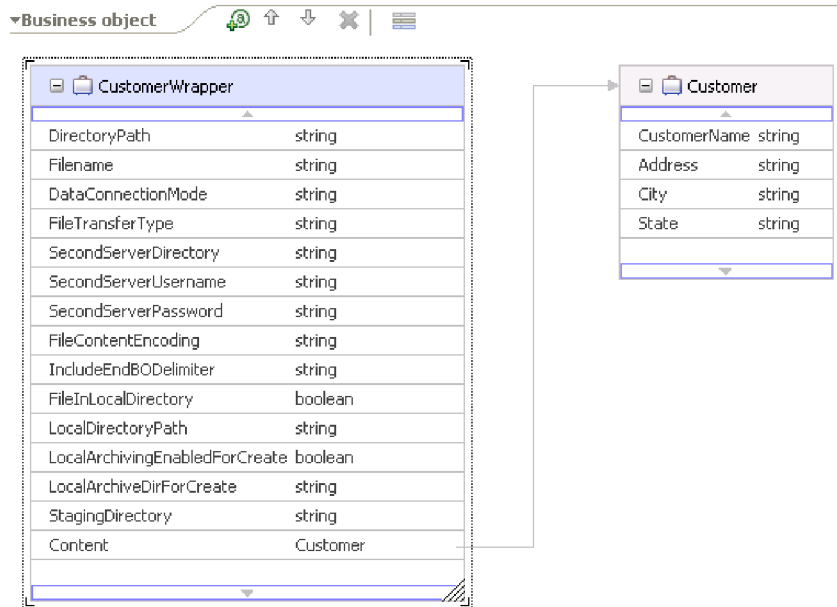 Business object
CustomerWrapper
DirectoryPath string
Filename string
DataConnectionMode string
FileTransferType string
SecondServerDirectory string
SecondServerUsername string
SecondServerPassword string
FileContentEncoding string
IncludeEndBODelimiter string
FileInLocalDirectory boolean
LocalDirectoryPath string
LocalArchivingEnabledForCreate boolean
LocalArchiveDirForCreate string
StagingDirectory string
Content Customer
Customer
CustomerName string
Address string
City string
State string